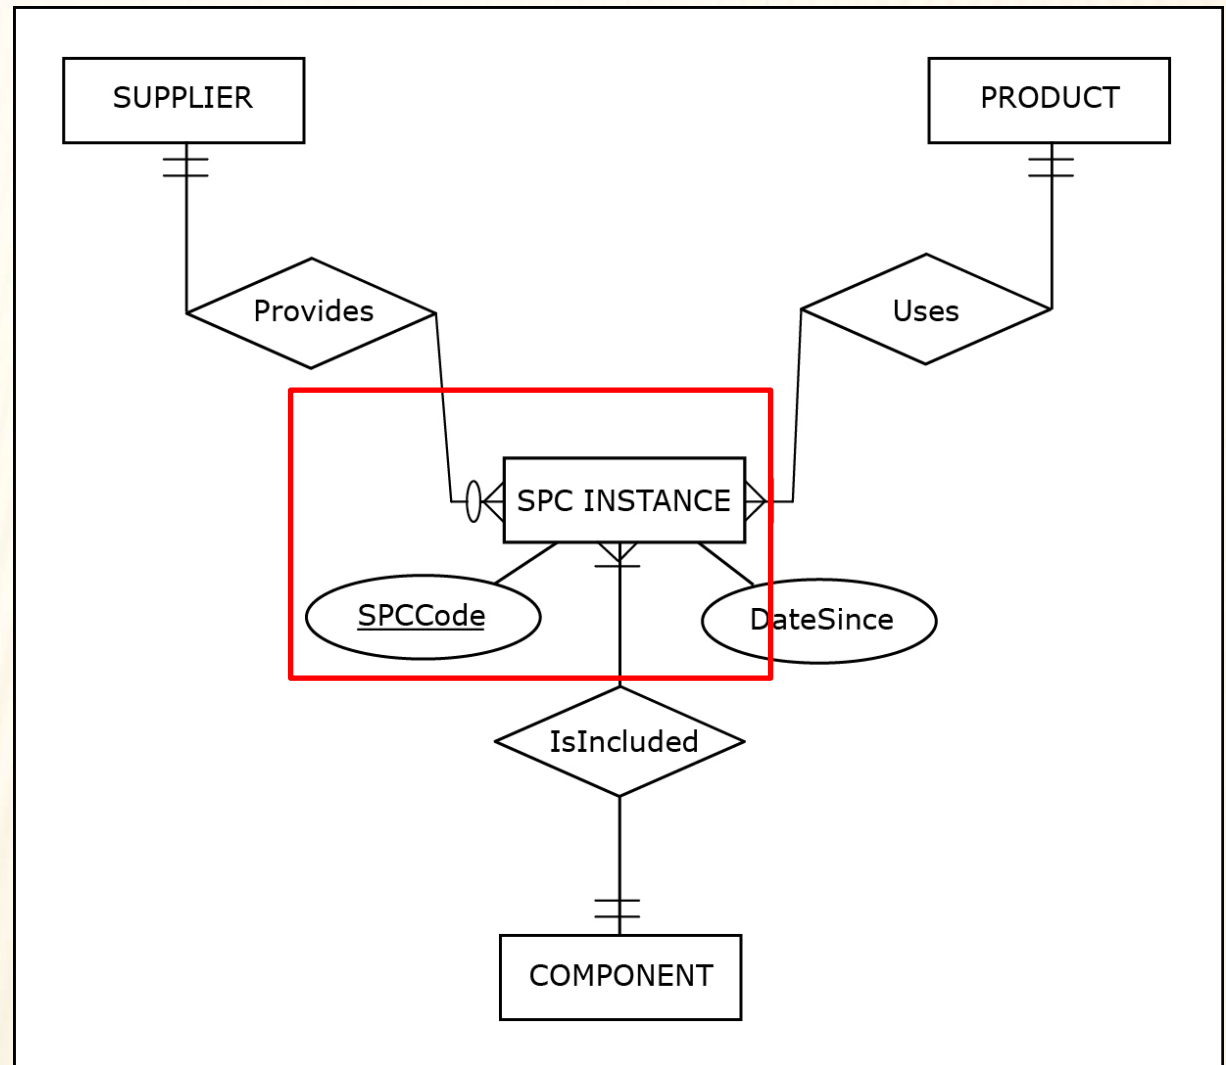 SUPPLIER
PRODUCT
Provides
Uses
SPC INSTANCE
SPCCode
DateSince
IsIncluded
COMPONENT